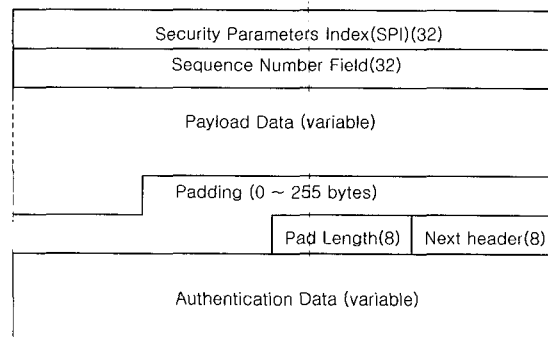 Security Parameters Index(SPI)(32)
Sequence Number Field(32)
Payload Data (variable)
Padding (0 ~ 255 bytes)
Pad Length(8) Next header(8)
Authentication Data (variable)